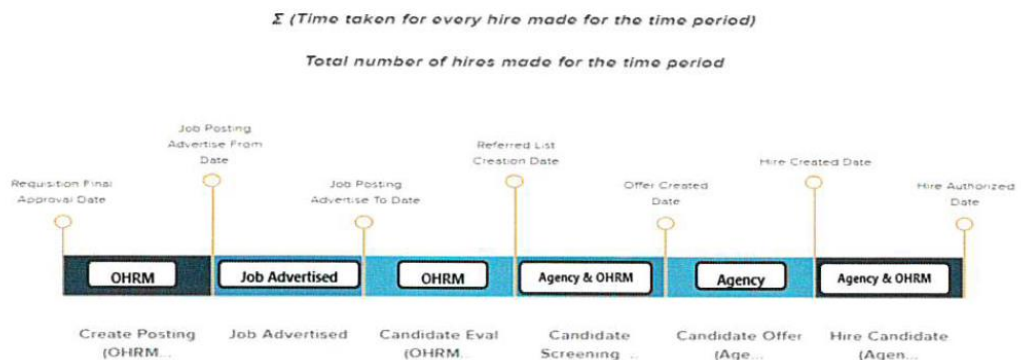 Σ (Time taken for every hire made for the time period)
Total number of hires made for the time period
Job Posting
Advertise From
Date
Referred List
Creation Date
Hire Created Date
Requisition Final
Approval Date
Job Posting
Advertise To Date
Offer Created
Date
Hire Authorized
Date
OHRM
Job Advertised
OHRM
Agency & OHRM
Agency
Agency & OHRM
Create Posting
(OHRM...
Job Advertised
Candidate Eval
(OHRM...
Candidate
Screening ...
Candidate Offer
(Age...
Hire Candidate
(Agen...